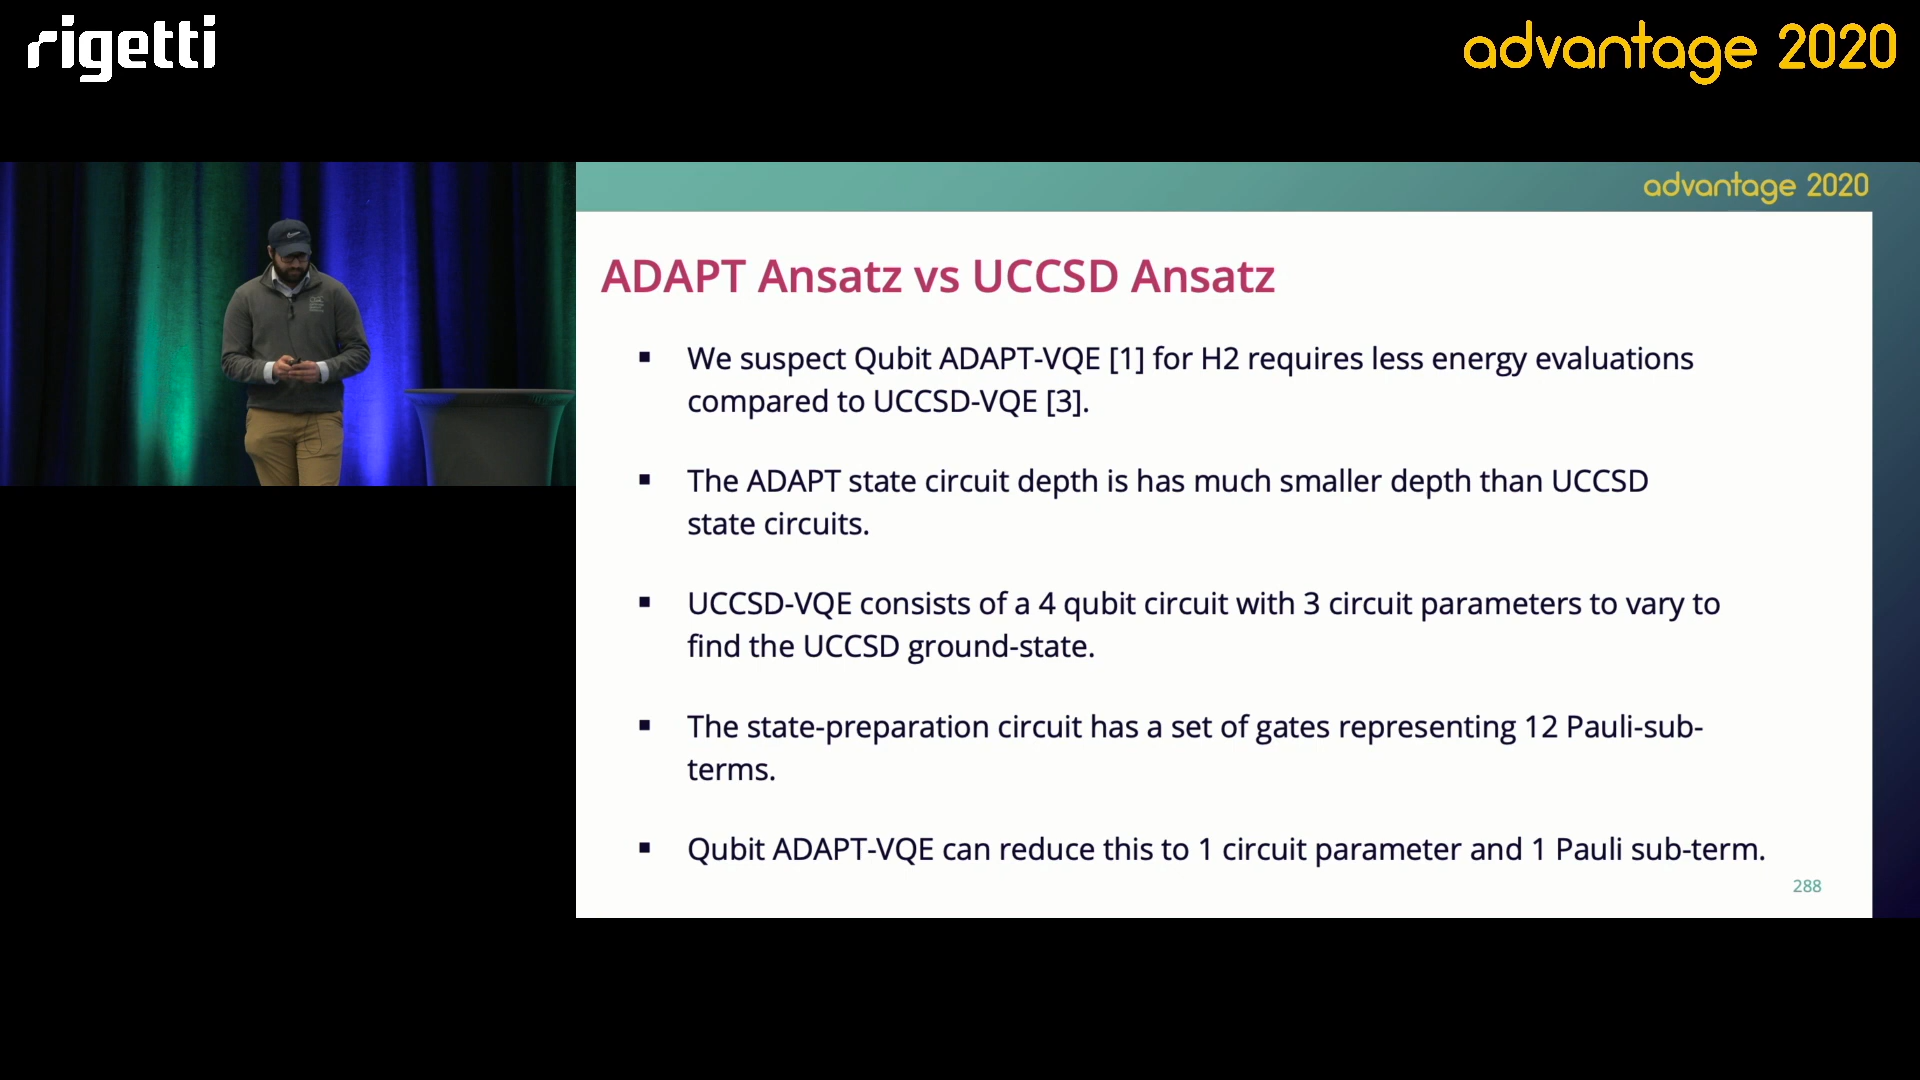 rigetti
advantage 2020
advantage 2020
ADAPT Ansatz vs UCCSD Ansatz
▪ We suspect Qubit ADAPT-VQE [1] for H2 requires less energy evaluations
compared to UCCSD-VQE [3].
▪ The ADAPT state circuit depth is has much smaller depth than UCCSD
state circuits.
▪ UCCSD-VQE consists of a 4 qubit circuit with 3 circuit parameters to vary to
find the UCCSD ground-state.
▪ The state-preparation circuit has a set of gates representing 12 Pauli-sub-
terms.
▪ Qubit ADAPT-VQE can reduce this to 1 circuit parameter and 1 Pauli sub-term.
288